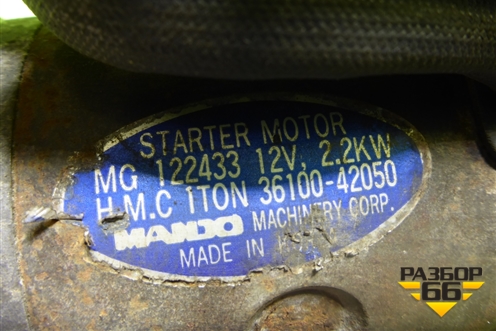 STARTER MOTOR
MG 122433 12V, 2.2KW
H.M.C 1TON 36100-42050
MANDO MACHINERY CORP.
MADE IN
РАЗБОР
66